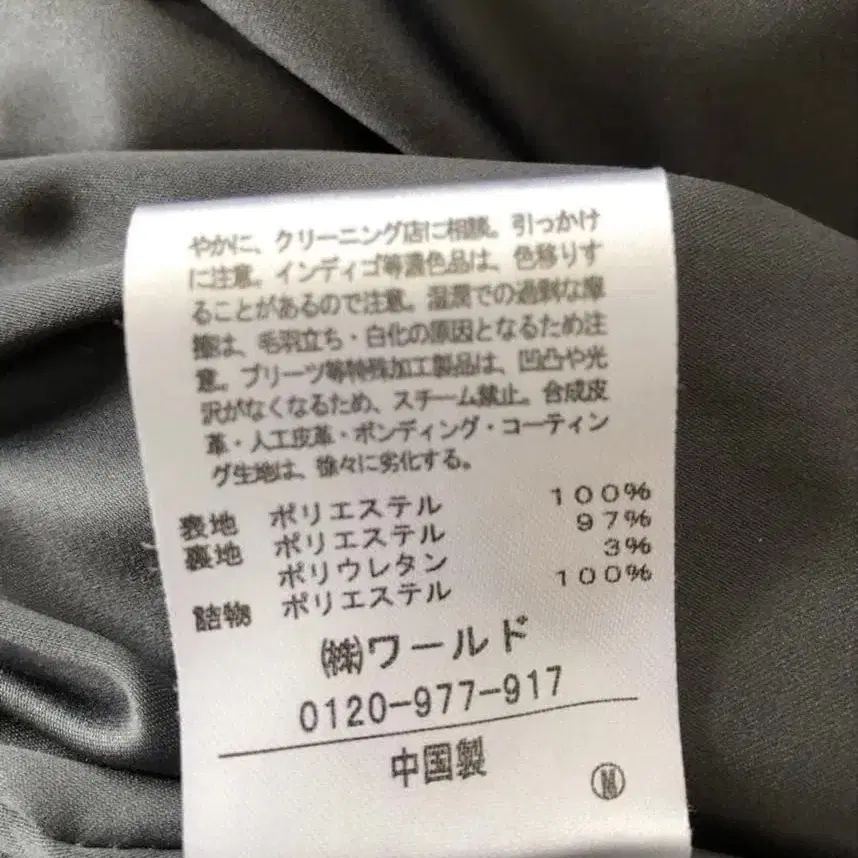 やかに、クリーニング店に相談。引っかけ
に注意。インディゴ等濃色品は、色移りす
ることがあるので注意。湿潤での過剰な摩
擦は、毛羽立ち・白化の原因となるため注
意。プリーツ等特殊加工製品は、凹凸や光
沢がなくなるため、スチーム禁止。合成皮
革・人工皮革・ボンディング・コーティン
グ生地は、徐々に劣化する。
表地 ポリエステル 100%
裏地 ポリエステル 97%
ポリウレタン 3%
詰物 ポリエステル 100%
㈱ワールド
0120-977-917
中国製
Ⓜ